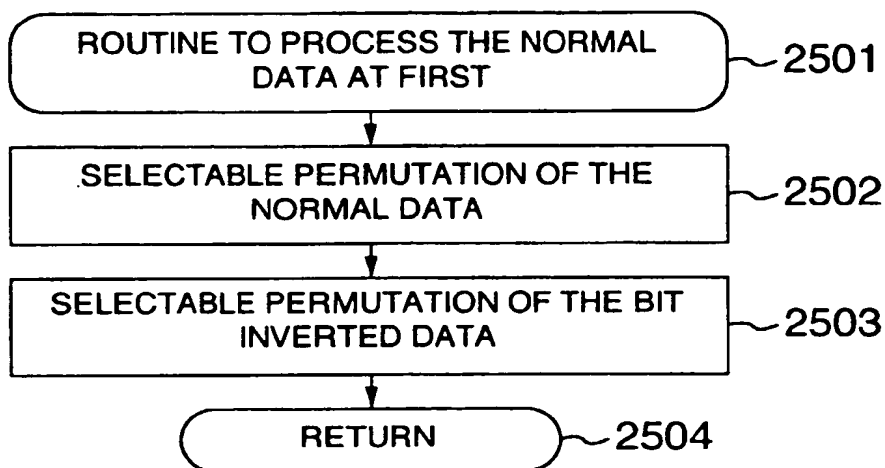 ROUTINE TO PROCESS THE NORMAL
DATA AT FIRST
2501
SELECTABLE PERMUTATION OF THE
NORMAL DATA
2502
SELECTABLE PERMUTATION OF THE BIT
INVERTED DATA
2503
RETURN
2504